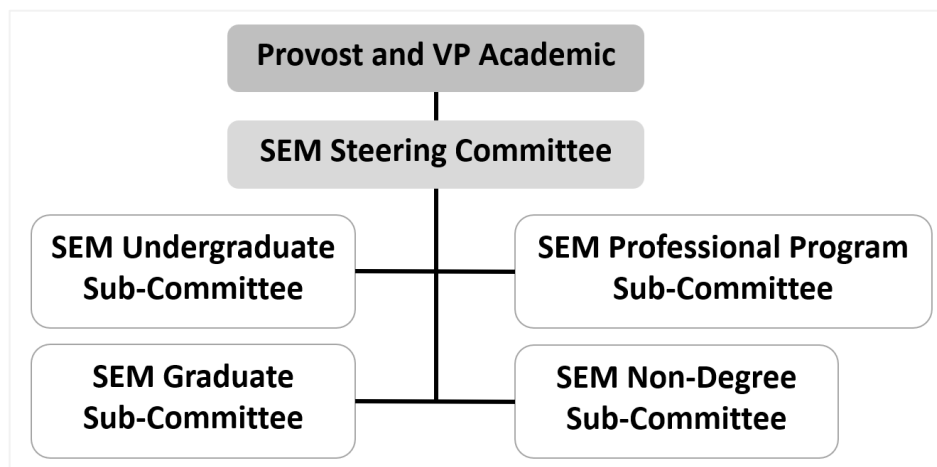 Provost and VP Academic
SEM Steering Committee
SEM Undergraduate
Sub-Committee
SEM Professional Program
Sub-Committee
SEM Graduate
Sub-Committee
SEM Non-Degree
Sub-Committee